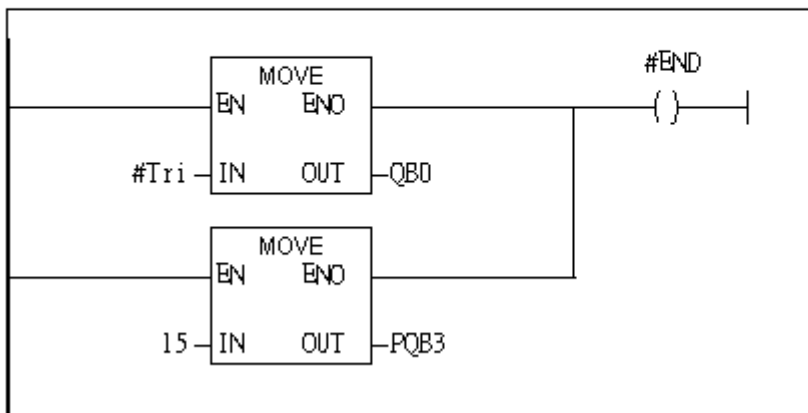 #END
MOVE
EN ENO
#Tri IN OUT QB0
MOVE
EN ENO
15 IN OUT PQB3